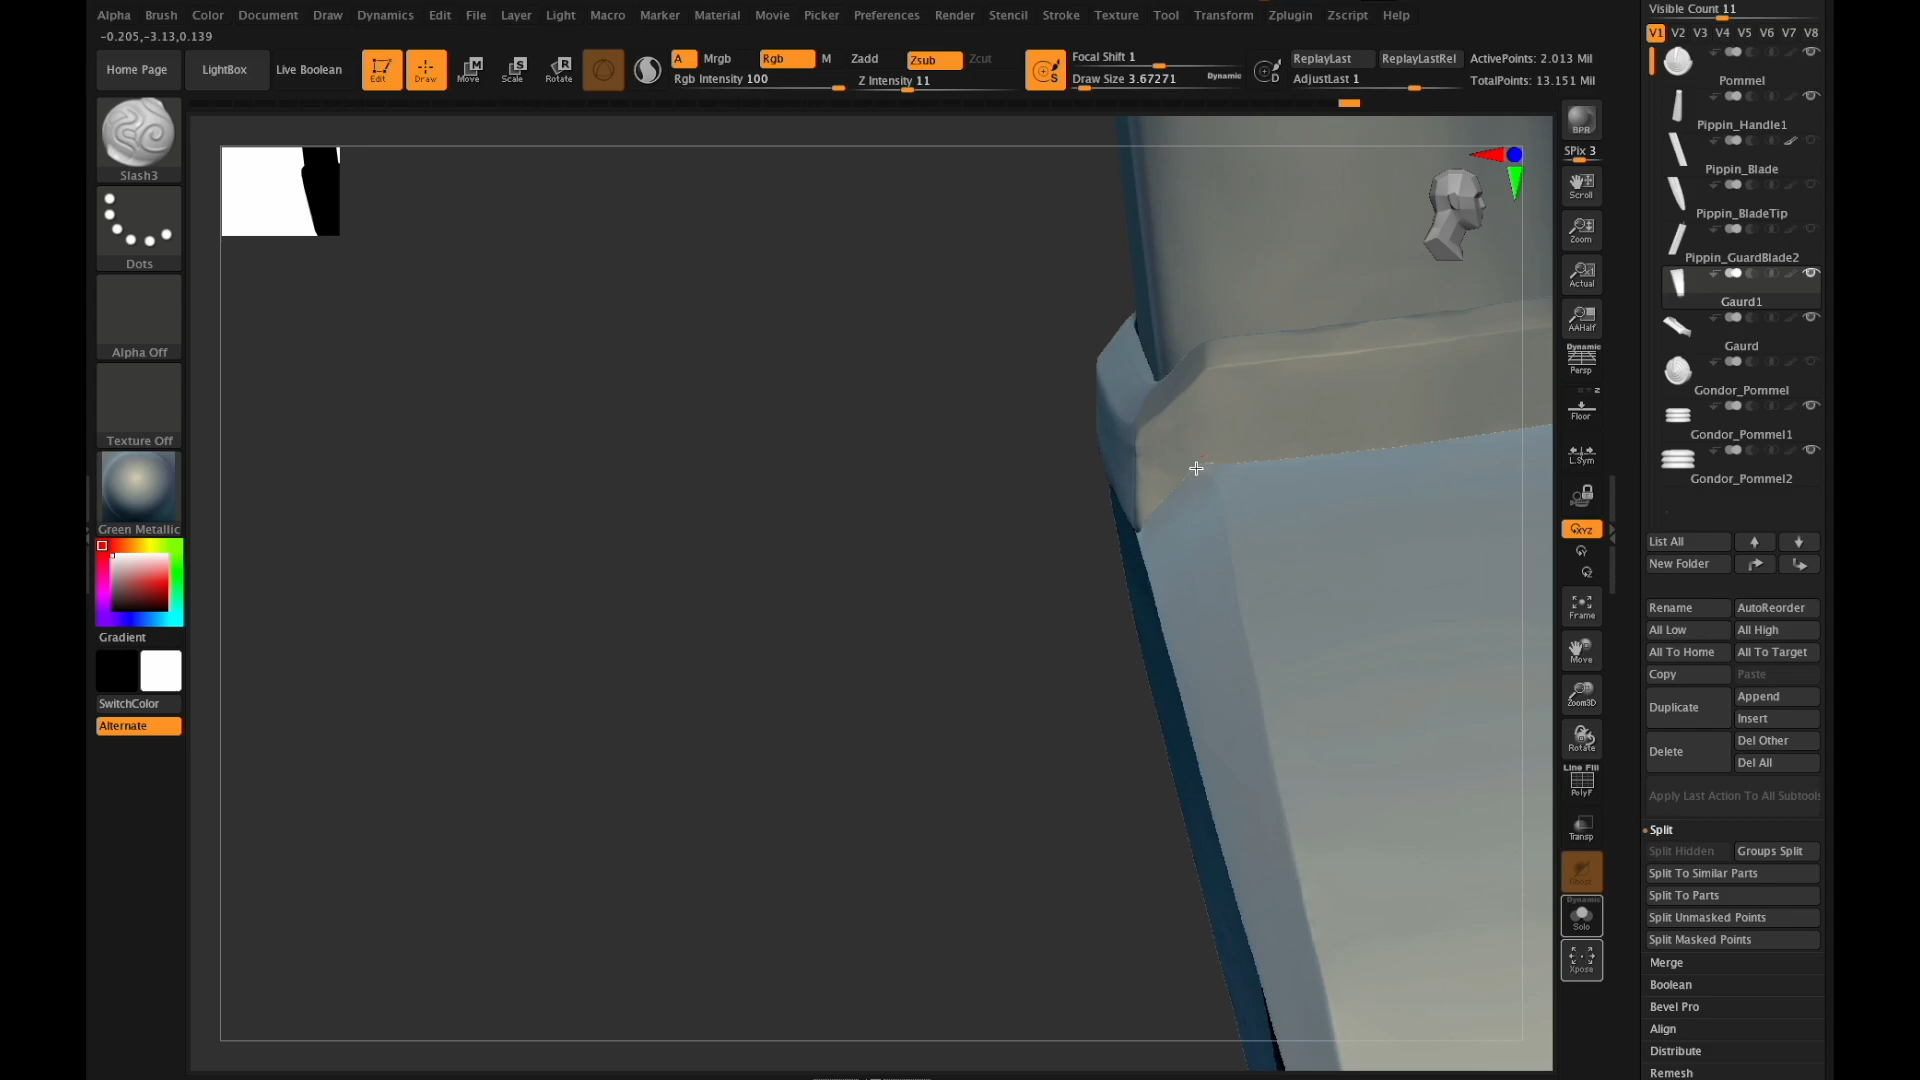 Alpha Brush Color Document Draw Dynamics Edit File Layer Light Macro Marker Material Movie Picker Preferences Render Stencil Stroke Texture Tool Transform Zplugin Zscript Help
-0.205,-3.13,0.139
Home Page
LightBox
Live Boolean
Edit
Draw
Move
Scale
Rotate
A
Mrgb
Rgb
M
Zadd
Zsub
Zcut
Rgb Intensity 100
Z Intensity 11
Focal Shift 1
Draw Size 3.67271
Dynamic
ReplayLast
ReplayLastRel
AdjustLast 1
ActivePoints: 2.013 Mil
TotalPoints: 13.151 Mil
Slash3
Dots
Alpha Off
Texture Off
Green Metallic
Gradient
SwitchColor
Alternate
BPR
SPix 3
Scroll
Zoom
Actual
AAHalf
Dynamic
Persp
Floor
L.Sym
XYZ
Frame
Move
Zoom3D
Rotate
Line Fill
PolyF
Transp
Ghost
Dynamic
Solo
Xpose
Visible Count 11
V1 V2 V3 V4 V5 V6 V7 V8
Pommel
Pippin_Handle1
Pippin_Blade
Pippin_BladeTip
Pippin_GuardBlade2
Gaurd1
Gaurd
Gondor_Pommel
Gondor_Pommel1
Gondor_Pommel2
List All
New Folder
Rename
AutoReorder
All Low
All High
All To Home
All To Target
Copy
Paste
Duplicate
Append
Insert
Delete
Del Other
Del All
Apply Last Action To All Subtools
Split
Split Hidden
Groups Split
Split To Similar Parts
Split To Parts
Split Unmasked Points
Split Masked Points
Merge
Boolean
Bevel Pro
Align
Distribute
Remesh